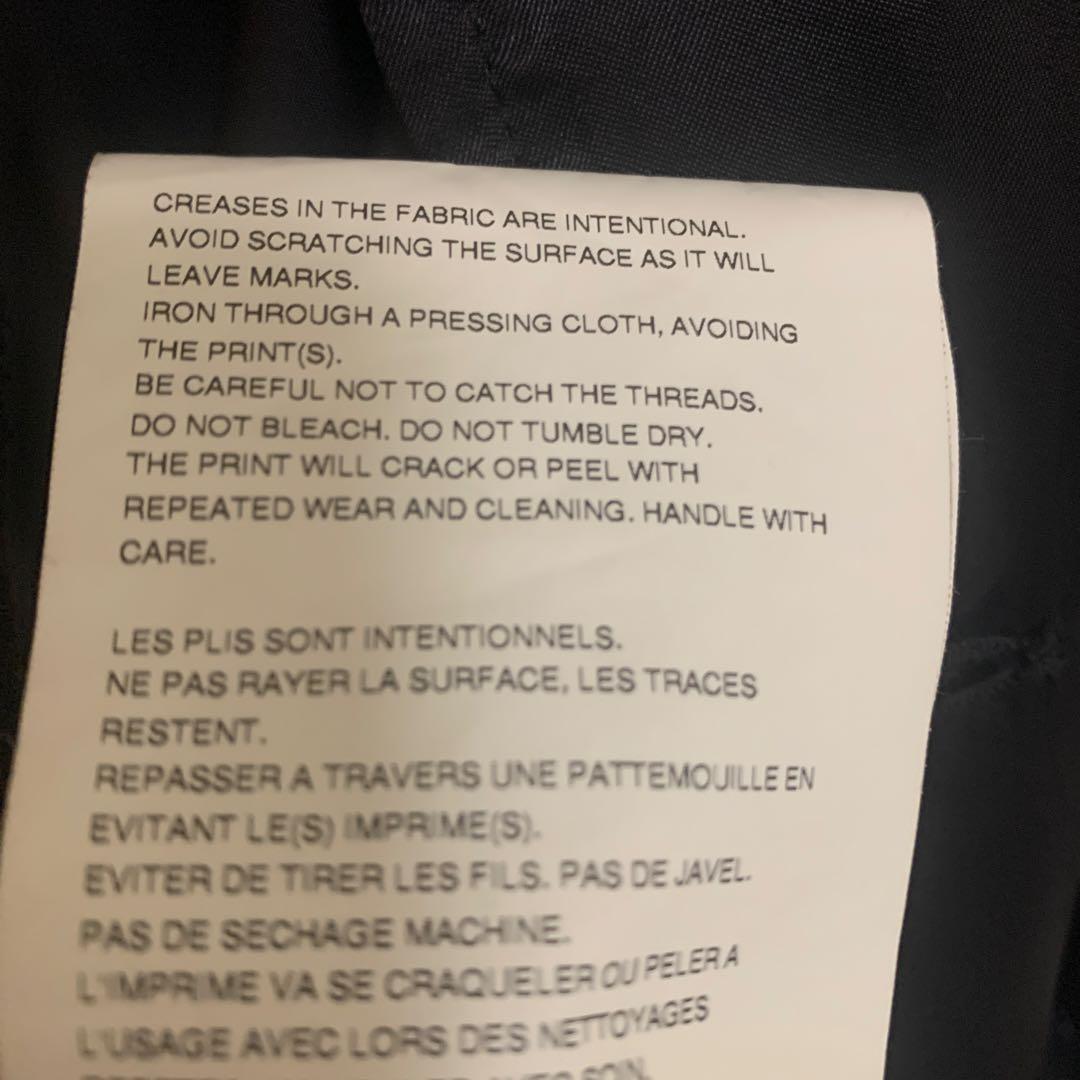 CREASES IN THE FABRIC ARE INTENTIONAL.
AVOID SCRATCHING THE SURFACE AS IT WILL
LEAVE MARKS.
IRON THROUGH A PRESSING CLOTH, AVOIDING
THE PRINT(S).
BE CAREFUL NOT TO CATCH THE THREADS.
DO NOT BLEACH. DO NOT TUMBLE DRY.
THE PRINT WILL CRACK OR PEEL WITH
REPEATED WEAR AND CLEANING. HANDLE WITH
CARE.
LES PLIS SONT INTENTIONNELS.
NE PAS RAYER LA SURFACE, LES TRACES
RESTENT.
REPASSER A TRAVERS UNE PATTEMOUILLE EN
EVITANT LE(S) IMPRIME(S).
EVITER DE TIRER LES FILS. PAS DE JAVEL.
PAS DE SECHAGE MACHINE.
L'IMPRIME VA SE CRAQUELER OU PELER A
L'USAGE AVEC LORS DES NETTOYAGES
AVEC SOIN.